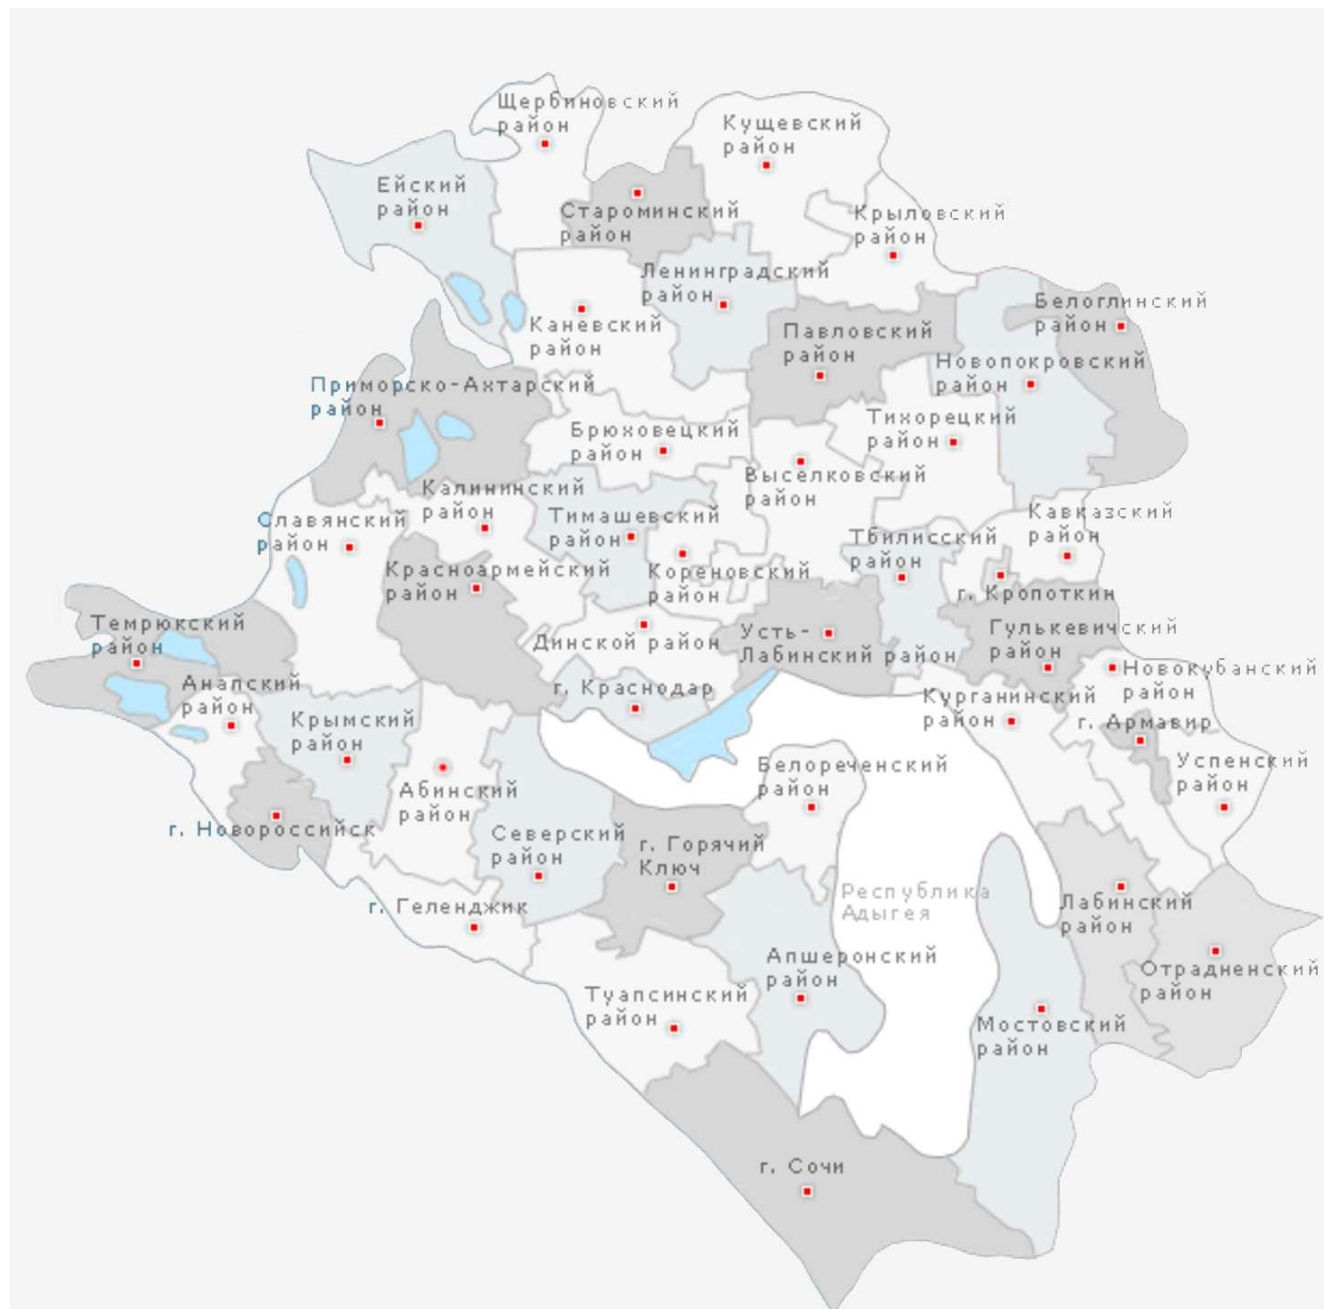 Щербиновский
район
Кущевский
район
Ейский
район
Староминский
район
Крыловский
район
Ленинградский
район
Белоглинский
район
Каневский
район
Павловский
район
Новопокровский
район
Приморско-Ахтарский
район
Тихорецкий
район
Брюховецкий
район
Выселковский
район
Калининский
район
Славянский
район
Тимашевский
район
Кавказский
район
Тбилисский
район
Красноармейский
район
Кореновский
район
г. Кропоткин
Темрюкский
район
Динской район
Усть-
Лабинский район
Гулькевичский
район
Новокубанский
район
Анапский
район
г. Краснодар
Курганинский
район
Крымский
район
г. Армавир
Успенский
район
Абинский
район
Белореченский
район
г. Новороссийск
Северский
район
г. Горячий
Ключ
Республика
Адыгея
Лабинский
район
г. Геленджик
Апшеронский
район
Отрадненский
район
Туапсинский
район
Мостовский
район
г. Сочи